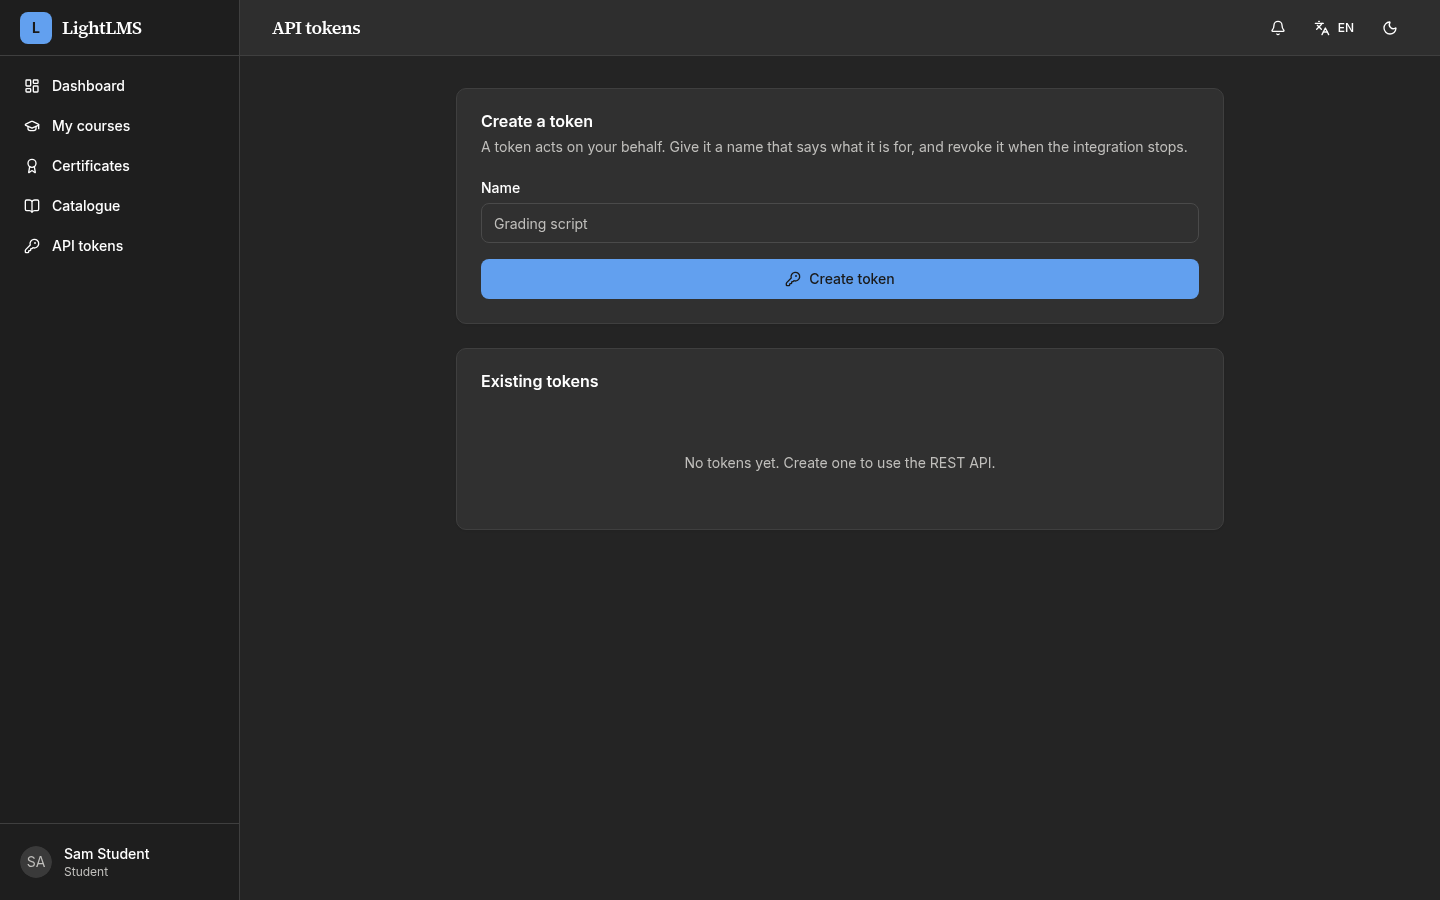 L
LightLMS
API tokens
EN
Dashboard
My courses
Certificates
Catalogue
API tokens
Create a token
A token acts on your behalf. Give it a name that says what it is for, and revoke it when the integration stops.
Name
Grading script
Create token
Existing tokens
No tokens yet. Create one to use the REST API.
SA
Sam Student
Student